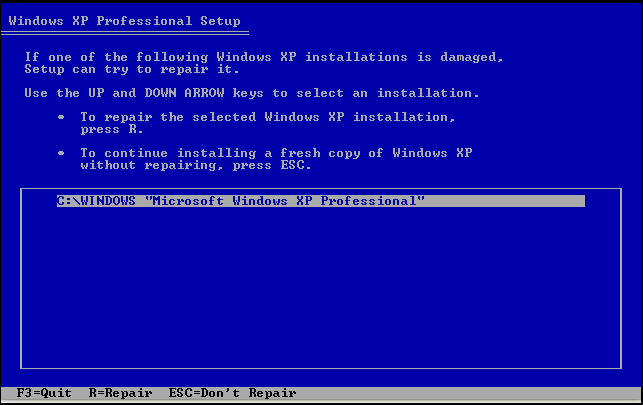 Windows XP Professional Setup
If one of the following Windows XP installations is damaged,
Setup can try to repair it.
Use the UP and DOWN ARROW keys to select an installation.
• To repair the selected Windows XP installation,
press R.
• To continue installing a fresh copy of Windows XP
without repairing, press ESC.
C:\WINDOWS "Microsoft Windows XP Professional"
F3=Quit R=Repair ESC=Don't Repair